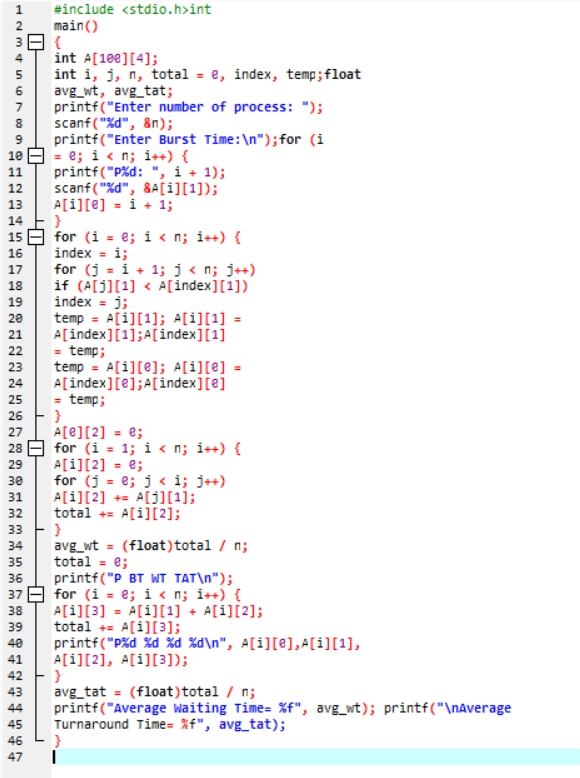 1 #include <stdio.h>int
2 main()
3 {
4 int A[100][4];
5 int i, j, n, total = 0, index, temp;float
6 avg_wt, avg_tat;
7 printf("Enter number of process: ");
8 scanf("%d", &n);
9 printf("Enter Burst Time:\n");for (i
10 = 0; i < n; i++) {
11 printf("P%d: ", i + 1);
12 scanf("%d", &A[i][1]);
13 A[i][0] = i + 1;
14 }
15 for (i = 0; i < n; i++) {
16 index = i;
17 for (j = i + 1; j < n; j++)
18 if (A[j][1] < A[index][1])
19 index = j;
20 temp = A[i][1]; A[i][1] =
21 A[index][1];A[index][1]
22 = temp;
23 temp = A[i][0]; A[i][0] =
24 A[index][0];A[index][0]
25 = temp;
26 }
27 A[0][2] = 0;
28 for (i = 1; i < n; i++) {
29 A[i][2] = 0;
30 for (j = 0; j < i; j++)
31 A[i][2] += A[j][1];
32 total += A[i][2];
33 }
34 avg_wt = (float)total / n;
35 total = 0;
36 printf("P BT WT TAT\n");
37 for (i = 0; i < n; i++) {
38 A[i][3] = A[i][1] + A[i][2];
39 total += A[i][3];
40 printf("P%d %d %d %d\n", A[i][0],A[i][1],
41 A[i][2], A[i][3]);
42 }
43 avg_tat = (float)total / n;
44 printf("Average Waiting Time= %f", avg_wt); printf("\nAverage
45 Turnaround Time= %f", avg_tat);
46 }
47